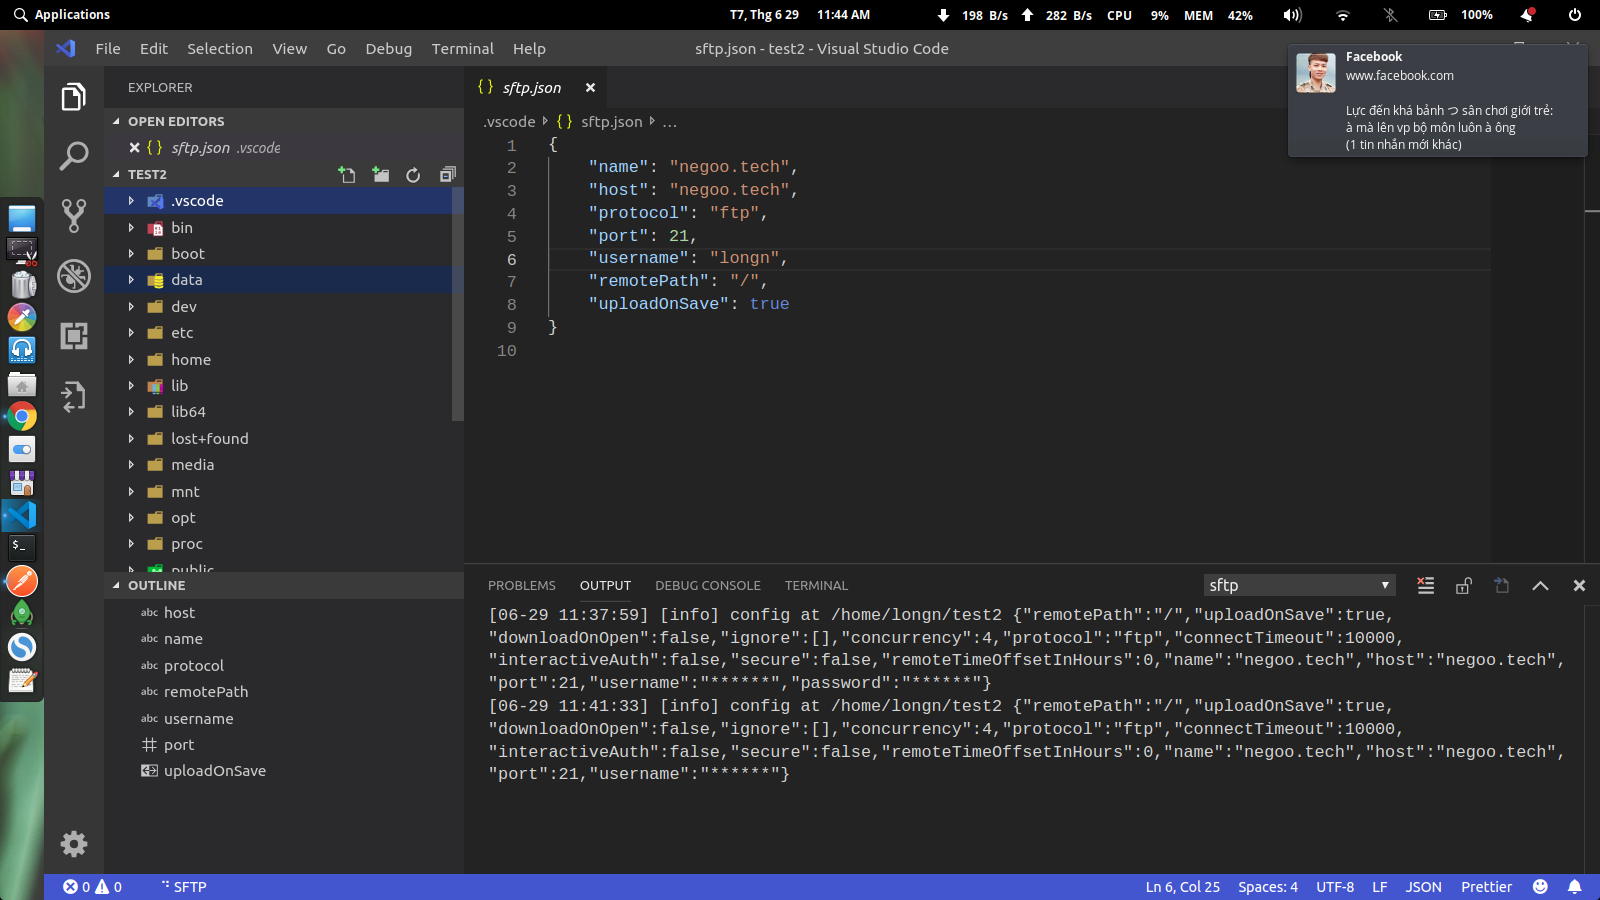 Applications
T7, Thg 6 29 11:44 AM
198 B/s 282 B/s CPU 9% MEM 42% 100%
File Edit Selection View Go Debug Terminal Help
sftp.json - test2 - Visual Studio Code
Facebook
www.facebook.com
Lực đến khá bảnh つ sân chơi giới trẻ:
à mà lên vp bộ môn luôn à ông
(1 tin nhắn mới khác)
EXPLORER
OPEN EDITORS
{} sftp.json .vscode
TEST2
.vscode
bin
boot
data
dev
etc
home
lib
lib64
lost+found
media
mnt
opt
proc
public
OUTLINE
abc host
abc name
abc protocol
abc remotePath
abc username
port
uploadOnSave
{} sftp.json
.vscode {} sftp.json ...
1 {
2 "name": "negoo.tech",
3 "host": "negoo.tech",
4 "protocol": "ftp",
5 "port": 21,
6 "username": "longn",
7 "remotePath": "/",
8 "uploadOnSave": true
9 }
10
PROBLEMS OUTPUT DEBUG CONSOLE TERMINAL
sftp
[06-29 11:37:59] [info] config at /home/longn/test2 {"remotePath":"/","uploadOnSave":true,
"downloadOnOpen":false,"ignore":[],"concurrency":4,"protocol":"ftp","connectTimeout":10000,
"interactiveAuth":false,"secure":false,"remoteTimeOffsetInHours":0,"name":"negoo.tech","host":"negoo.tech",
"port":21,"username":"******","password":"******"}
[06-29 11:41:33] [info] config at /home/longn/test2 {"remotePath":"/","uploadOnSave":true,
"downloadOnOpen":false,"ignore":[],"concurrency":4,"protocol":"ftp","connectTimeout":10000,
"interactiveAuth":false,"secure":false,"remoteTimeOffsetInHours":0,"name":"negoo.tech","host":"negoo.tech",
"port":21,"username":"******"}
0 0 SFTP
Ln 6, Col 25 Spaces: 4 UTF-8 LF JSON Prettier